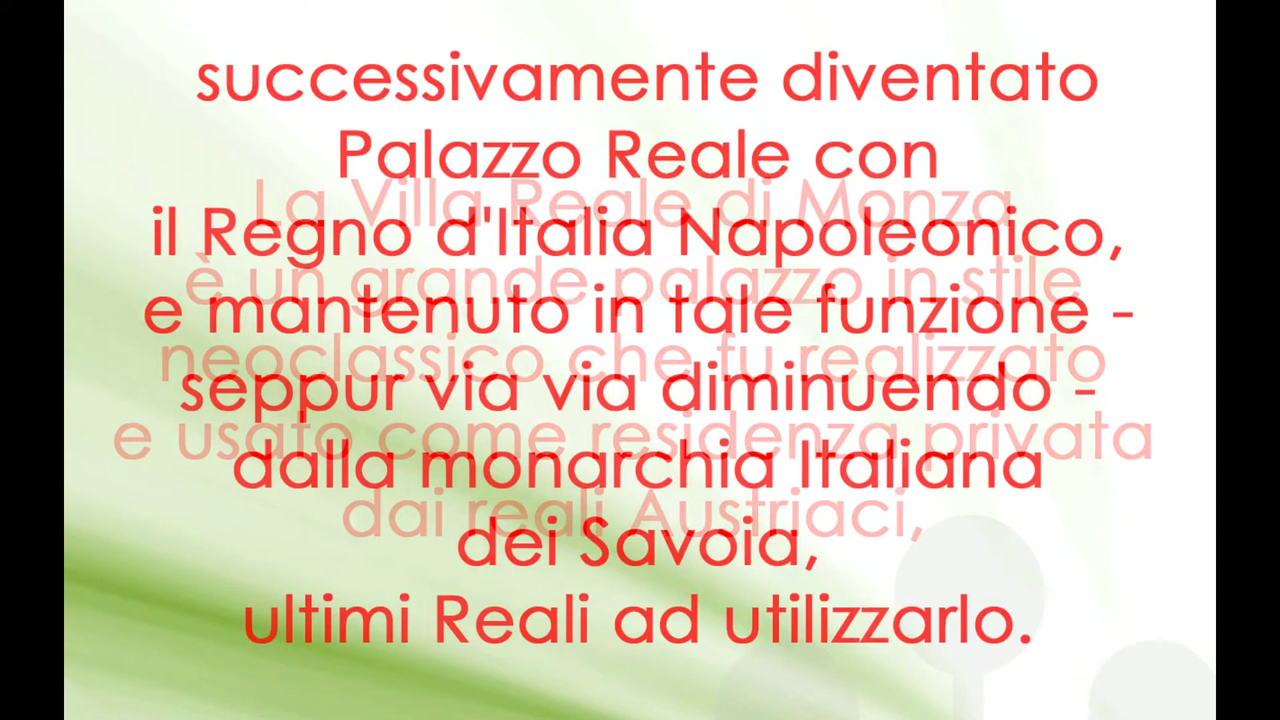 successivamente diventato
Palazzo Reale con
La Villa Reale di Monza
il Regno d'Italia Napoleonico,
è un grande palazzo in stile
e mantenuto in tale funzione -
neoclassico che fu realizzato
seppur via via diminuendo -
e usato come residenza privata
dalla monarchia Italiana
dai reali Austriaci,
dei Savoia,
ultimi Reali ad utilizzarlo.